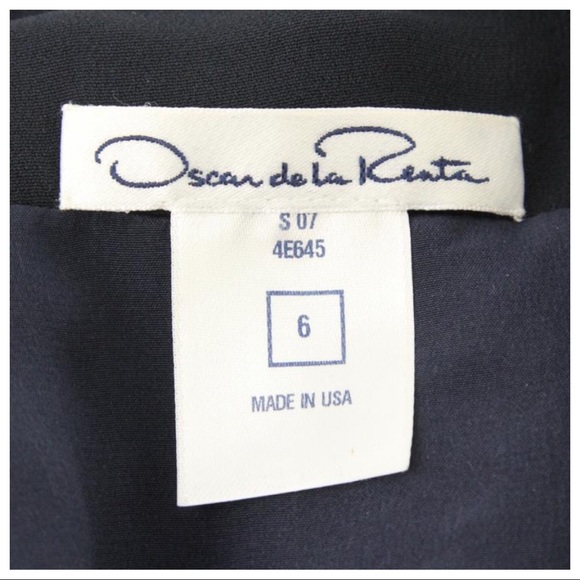 Oscar de la Renta
S 07
4E645
6
MADE IN USA